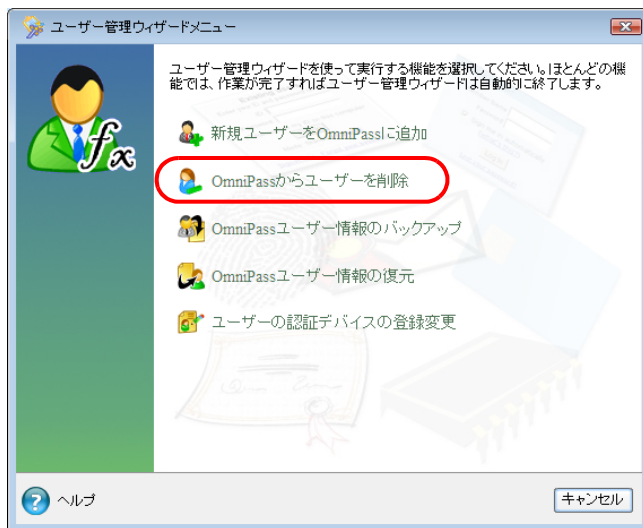 ユーザー管理ウィザードメニュー
ユーザー管理ウィザードを使って実行する機能を選択してください。ほとんどの機
能では、作業が完了すればユーザー管理ウィザードは自動的に終了します。
fx
新規ユーザーをOmniPassに追加
OmniPassからユーザーを削除
OmniPassユーザー情報のバックアップ
OmniPassユーザー情報の復元
ユーザーの認証デバイスの登録変更
ヘルプ
キャンセル